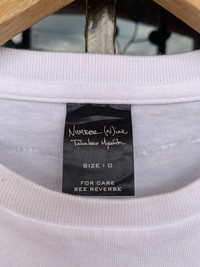 Number (N)ine
Takahiro Miyashita
SIZE : 0
FOR CARE
SEE REVERSE